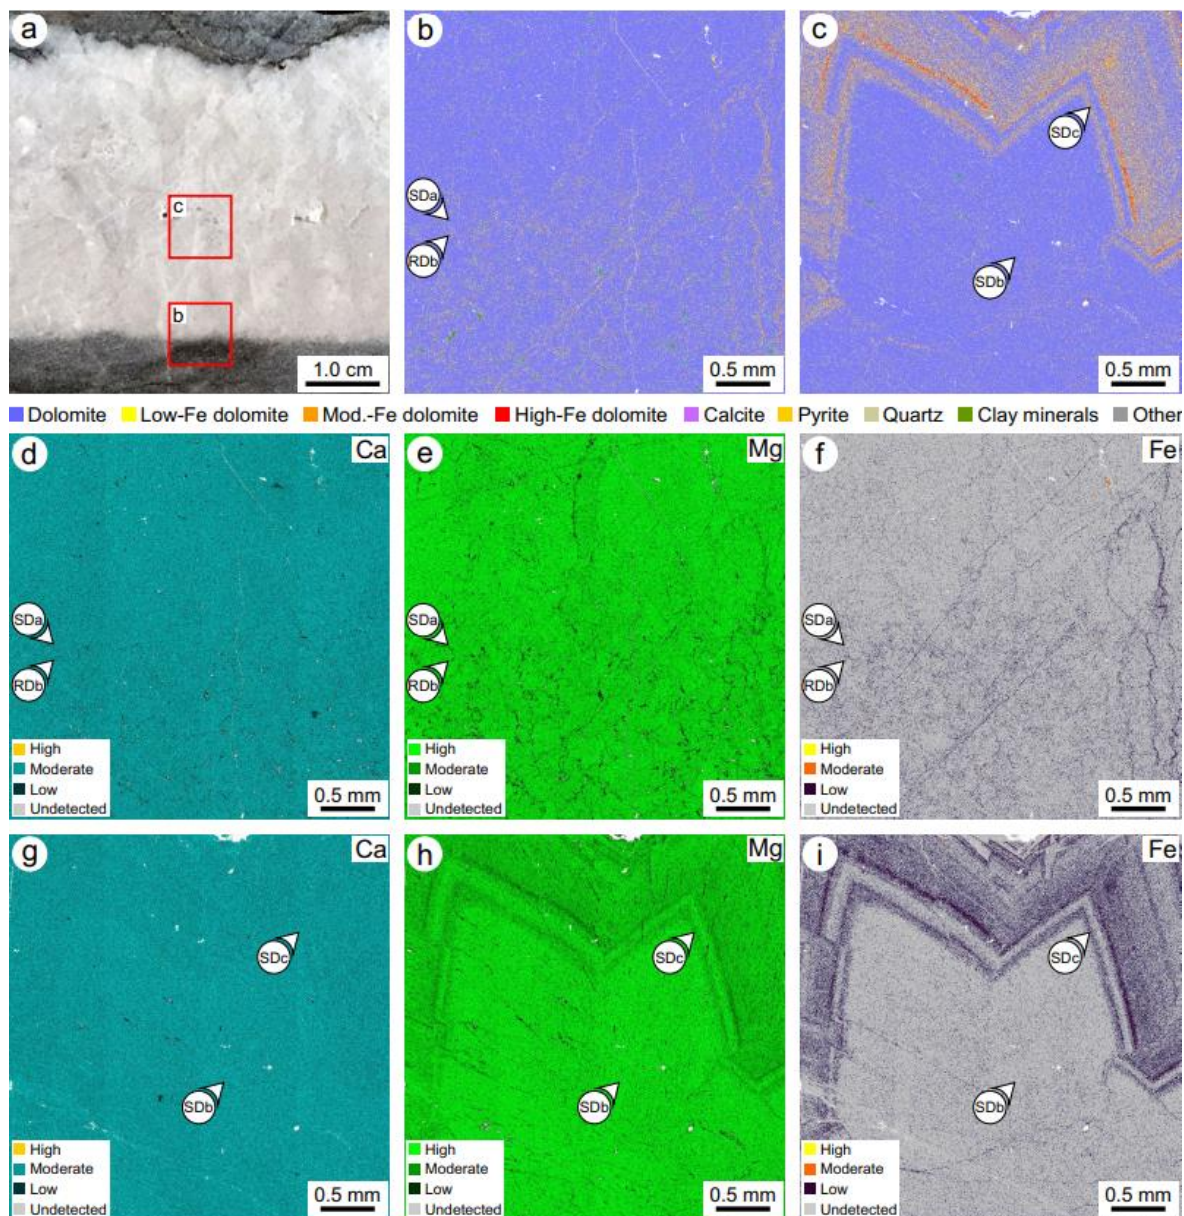 a
c
b
1.0 cm
b
SDa
RDb
0.5 mm
c
SDc
SDb
0.5 mm
Dolomite Low-Fe dolomite Mod.-Fe dolomite High-Fe dolomite Calcite Pyrite Quartz Clay minerals Other
d
Ca
SDa
RDb
High
Moderate
Low
Undetected
0.5 mm
e
Mg
SDa
RDb
High
Moderate
Low
Undetected
0.5 mm
f
Fe
SDa
RDb
High
Moderate
Low
Undetected
0.5 mm
g
Ca
SDc
SDb
High
Moderate
Low
Undetected
0.5 mm
h
Mg
SDc
SDb
High
Moderate
Low
Undetected
0.5 mm
i
Fe
SDc
SDb
High
Moderate
Low
Undetected
0.5 mm